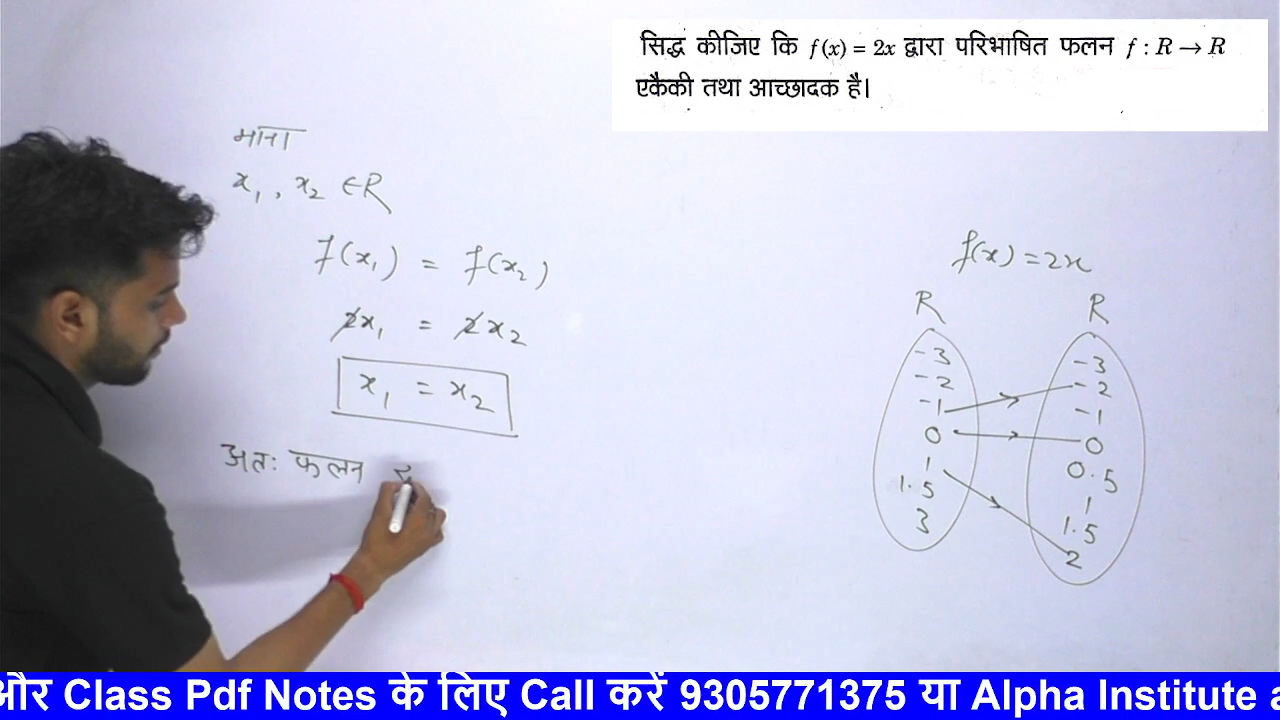 सिद्ध कीजिए कि f(x) = 2x द्वारा परिभाषित फलन f : R → R
एकैकी तथा आच्छादक है।
माना
x₁, x₂ ∈ R
f(x₁) = f(x₂)
2x₁ = 2x₂
x₁ = x₂
अतः फलन
f(x) = 2x
R
-3
-2
-1
0
1
1.5
3
R
-3
-2
-1
0
0.5
1
1.5
2
और Class Pdf Notes के लिए Call करें 9305771375 या Alpha Institute